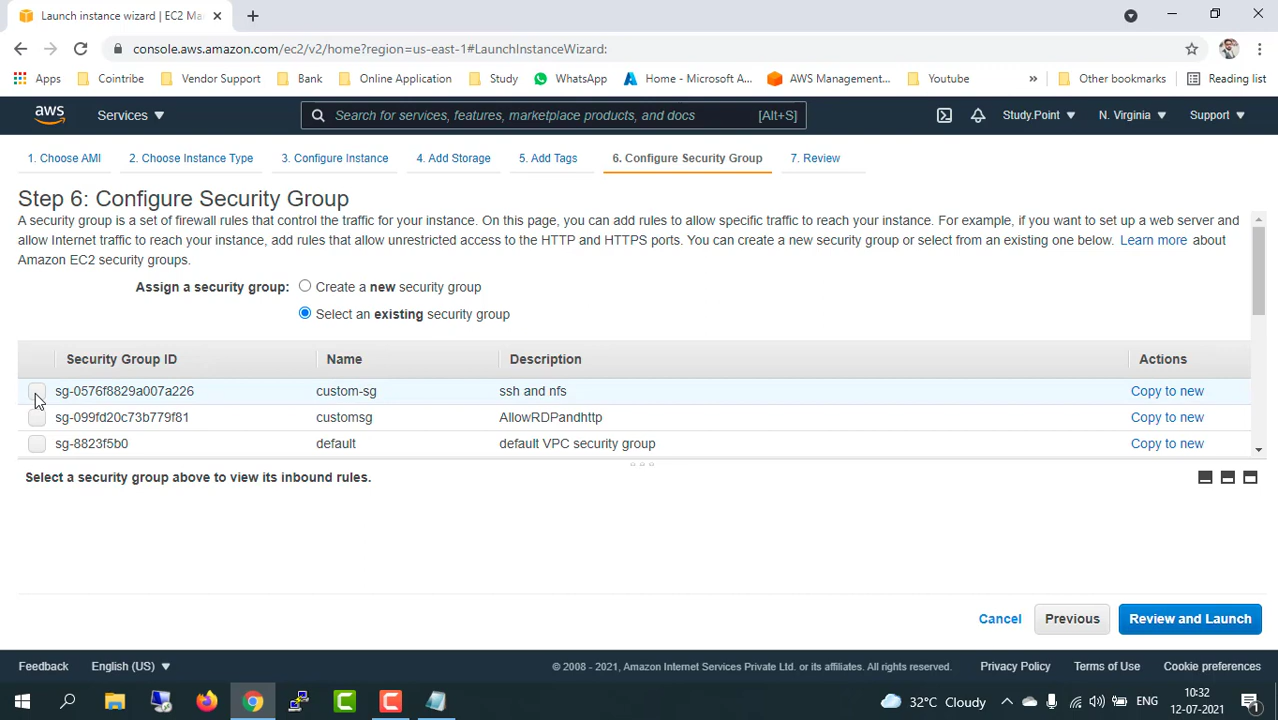 Launch instance wizard | EC2 Ma
console.aws.amazon.com/ec2/v2/home?region=us-east-1#LaunchInstanceWizard:
Apps Cointribe Vendor Support Bank Online Application Study WhatsApp Home - Microsoft A... AWS Management... Youtube » Other bookmarks Reading list
aws Services Search for services, features, marketplace products, and docs [Alt+S] Study.Point N. Virginia Support
1. Choose AMI 2. Choose Instance Type 3. Configure Instance 4. Add Storage 5. Add Tags 6. Configure Security Group 7. Review
Step 6: Configure Security Group
A security group is a set of firewall rules that control the traffic for your instance. On this page, you can add rules to allow specific traffic to reach your instance. For example, if you want to set up a web server and
allow Internet traffic to reach your instance, add rules that allow unrestricted access to the HTTP and HTTPS ports. You can create a new security group or select from an existing one below. Learn more about
Amazon EC2 security groups.
Assign a security group: Create a new security group
Select an existing security group
Security Group ID Name Description Actions
sg-0576f8829a007a226 custom-sg ssh and nfs Copy to new
sg-099fd20c73b779f81 customsg AllowRDPandhttp Copy to new
sg-8823f5b0 default default VPC security group Copy to new
Select a security group above to view its inbound rules.
Cancel Previous Review and Launch
Feedback English (US) © 2008 - 2021, Amazon Internet Services Private Ltd. or its affiliates. All rights reserved. Privacy Policy Terms of Use Cookie preferences
32°C Cloudy ENG 10:32
12-07-2021 1